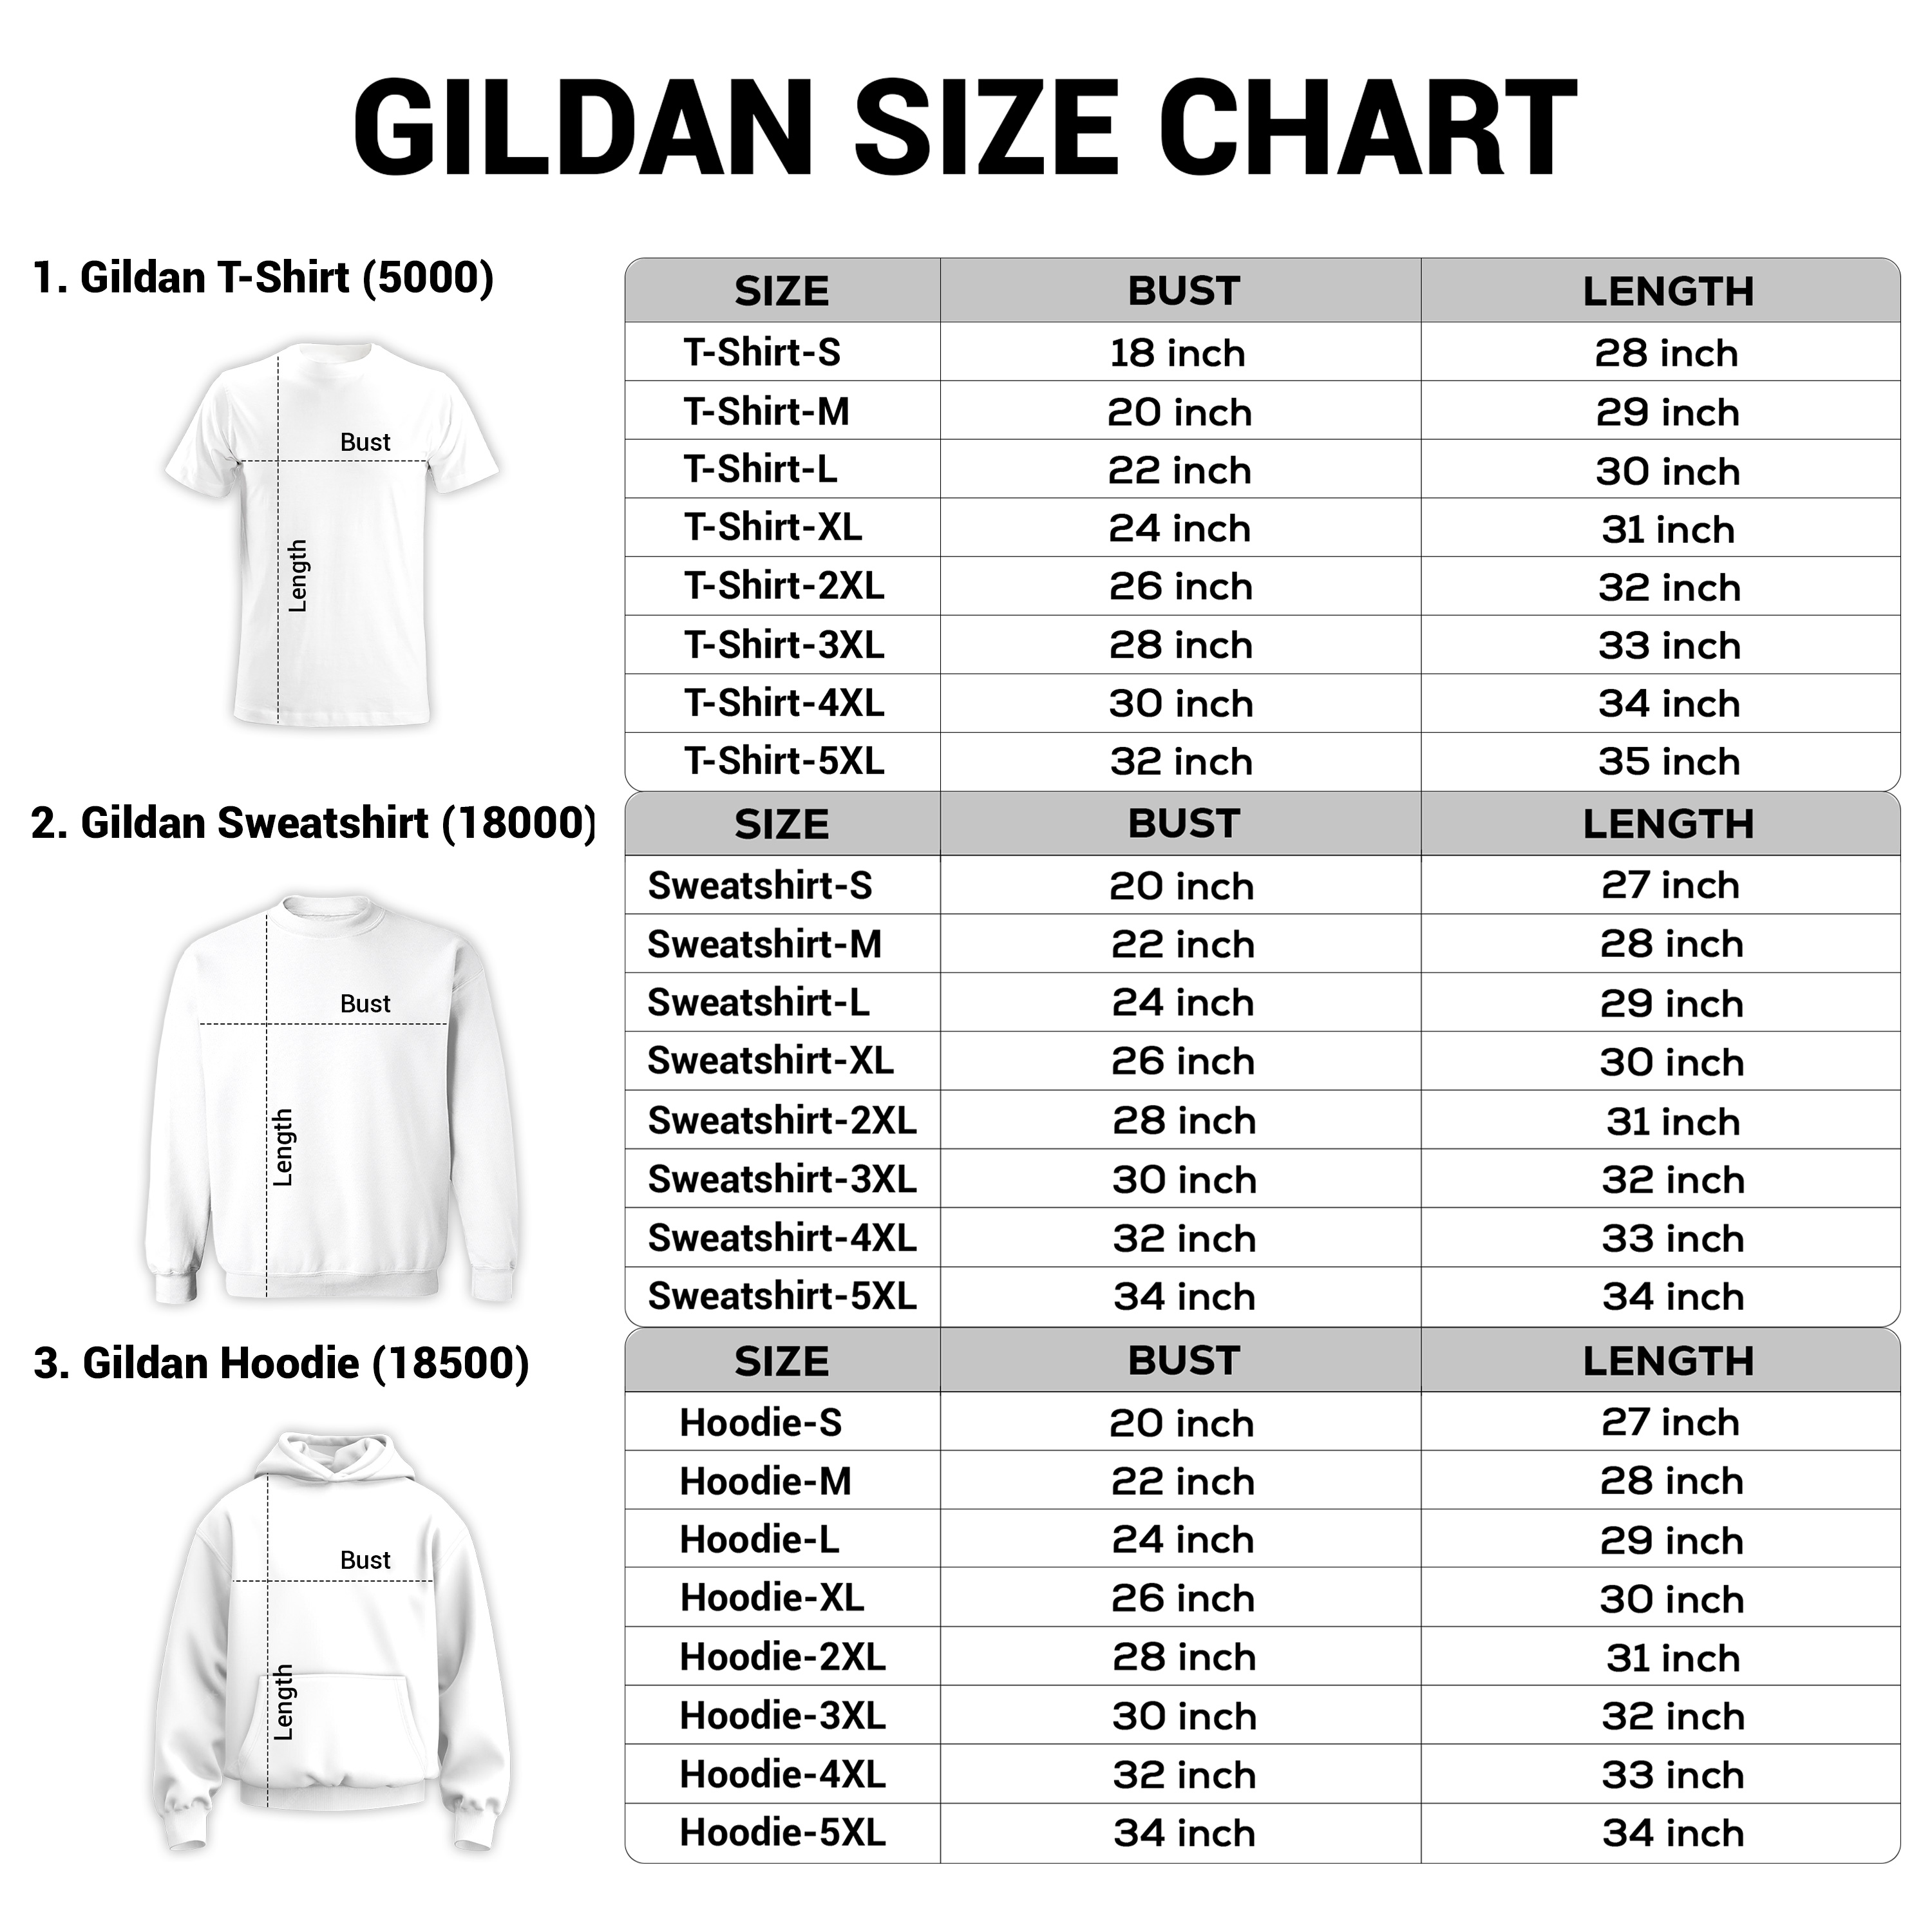 GILDAN SIZE CHART
1. Gildan T-Shirt (5000)
Bust
Length
SIZE BUST LENGTH
T-Shirt-S 18 inch 28 inch
T-Shirt-M 20 inch 29 inch
T-Shirt-L 22 inch 30 inch
T-Shirt-XL 24 inch 31 inch
T-Shirt-2XL 26 inch 32 inch
T-Shirt-3XL 28 inch 33 inch
T-Shirt-4XL 30 inch 34 inch
T-Shirt-5XL 32 inch 35 inch
2. Gildan Sweatshirt (18000)
Bust
Length
SIZE BUST LENGTH
Sweatshirt-S 20 inch 27 inch
Sweatshirt-M 22 inch 28 inch
Sweatshirt-L 24 inch 29 inch
Sweatshirt-XL 26 inch 30 inch
Sweatshirt-2XL 28 inch 31 inch
Sweatshirt-3XL 30 inch 32 inch
Sweatshirt-4XL 32 inch 33 inch
Sweatshirt-5XL 34 inch 34 inch
3. Gildan Hoodie (18500)
Bust
Length
SIZE BUST LENGTH
Hoodie-S 20 inch 27 inch
Hoodie-M 22 inch 28 inch
Hoodie-L 24 inch 29 inch
Hoodie-XL 26 inch 30 inch
Hoodie-2XL 28 inch 31 inch
Hoodie-3XL 30 inch 32 inch
Hoodie-4XL 32 inch 33 inch
Hoodie-5XL 34 inch 34 inch